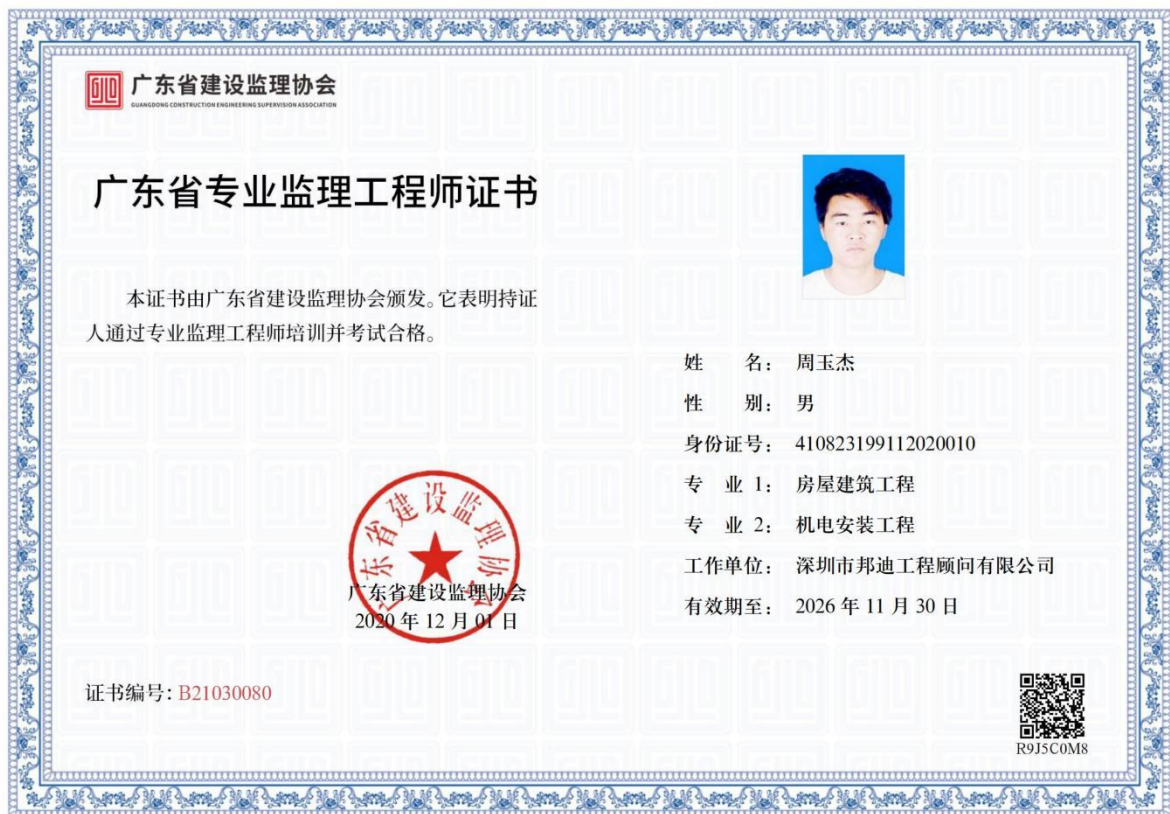 广东省建设监理协会
GUANGDONG CONSTRUCTION ENGINEERING SUPERVISION ASSOCIATION
广东省专业监理工程师证书
本证书由广东省建设监理协会颁发。它表明持证
人通过专业监理工程师培训并考试合格。
姓 名： 周玉杰
性 别： 男
身份证号： 410823199112020010
专 业 1： 房屋建筑工程
专 业 2： 机电安装工程
工作单位： 深圳市邦迪工程顾问有限公司
有效期至： 2026 年 11 月 30 日
广东省建设监理协会
广东省建设监理协会
2020 年 12 月 01 日
证书编号：B21030080
R9J5C0M8